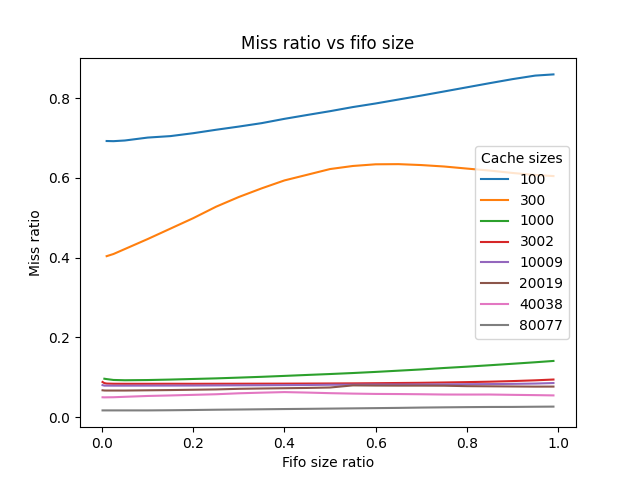 Miss ratio vs fifo size
Miss ratio
0.8
0.6
0.4
0.2
0.0
Cache sizes
100
300
1000
3002
10009
20019
40038
80077
0.0 0.2 0.4 0.6 0.8 1.0
Fifo size ratio